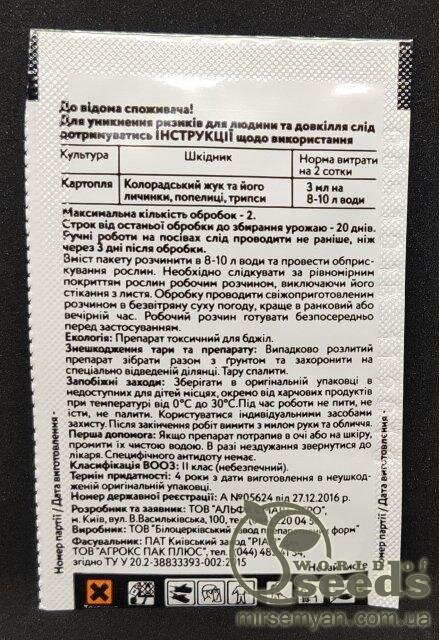 До відома споживача!
Для уникнення ризиків для людини та довкілля слід
дотримуватись ІНСТРУКЦІЇ щодо використання
Культура Шкідник Норма витрати
на 2 сотки
Картопля Колорадський жук та його
личинки, попелиці, трипси 3 мл на
8-10 л води
Максимальна кількість обробок - 2.
Строк від останньої обробки до збирання урожаю - 20 днів.
Ручні роботи на посівах слід проводити не раніше, ніж
через 3 дні після обробки.
Вміст пакету розчинити в 8-10 л води та провести обприс-
кування рослин. Необхідно слідкувати за рівномірним
покриттям рослин робочим розчином, виключаючи його
стікання з листя. Обробку проводити свіжоприготовленим
розчином в безвітряну суху погоду, краще в ранковий або
вечірній час. Робочий розчин готувати безпосередньо
перед застосуванням.
Екологія: Препарат токсичний для бджіл.
Знешкодження тари та препарату: Випадково розлитий
препарат зібрати разом з ґрунтом та захоронити на
спеціально відведеній ділянці. Тару спалити.
Запобіжні заходи: Зберігати в оригінальній упаковці в
недоступних для дітей місцях, окремо від харчових продуктів
при температурі від 0°С до 30°С. Під час роботи не пити, не
їсти, не палити. Користуватися індивідуальними засобами
захисту. Після закінчення робіт вимити з милом руки та обличчя.
Перша допомога: Якщо препарат потрапив в очі або на шкіру,
промити їх чистою водою. В разі нездужання звернутися до
лікаря. Специфічного антидоту немає.
Класифікація ВООЗ: II клас (небезпечний).
Термін придатності: 4 роки з дати виготовлення в неушкод-
женій оригінальній упаковці.
Номер державної реєстрації: А №05624 від 27.12.2016 р.
Розробник та заявник: ТОВ
м. Київ, вул В.Васильківська, 100,
Виробник: ТОВ "Білоцерківський завод препаративних форм"
Фасувальник: ПАТ Київський завод
ТОВ "АГРОКС ПАК ПЛЮС", тел. (044)
згідно ТУ У 20.2-38833393-002:2015
Номер партії / Дата виготовлення -
Номер партії / Дата виготовлення -
WORLD of
Seeds
mirsemyan.com.ua